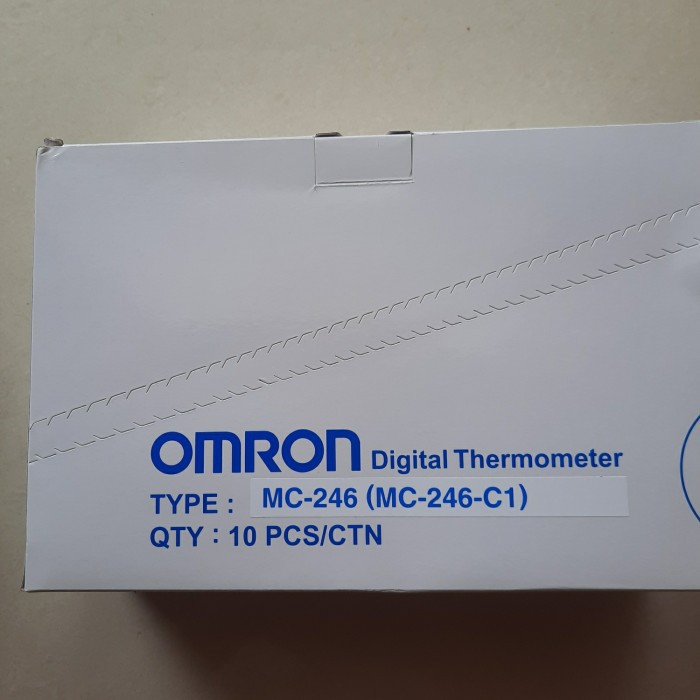 OMRON Digital Thermometer
TYPE : MC-246 (MC-246-C1)
QTY : 10 PCS/CTN